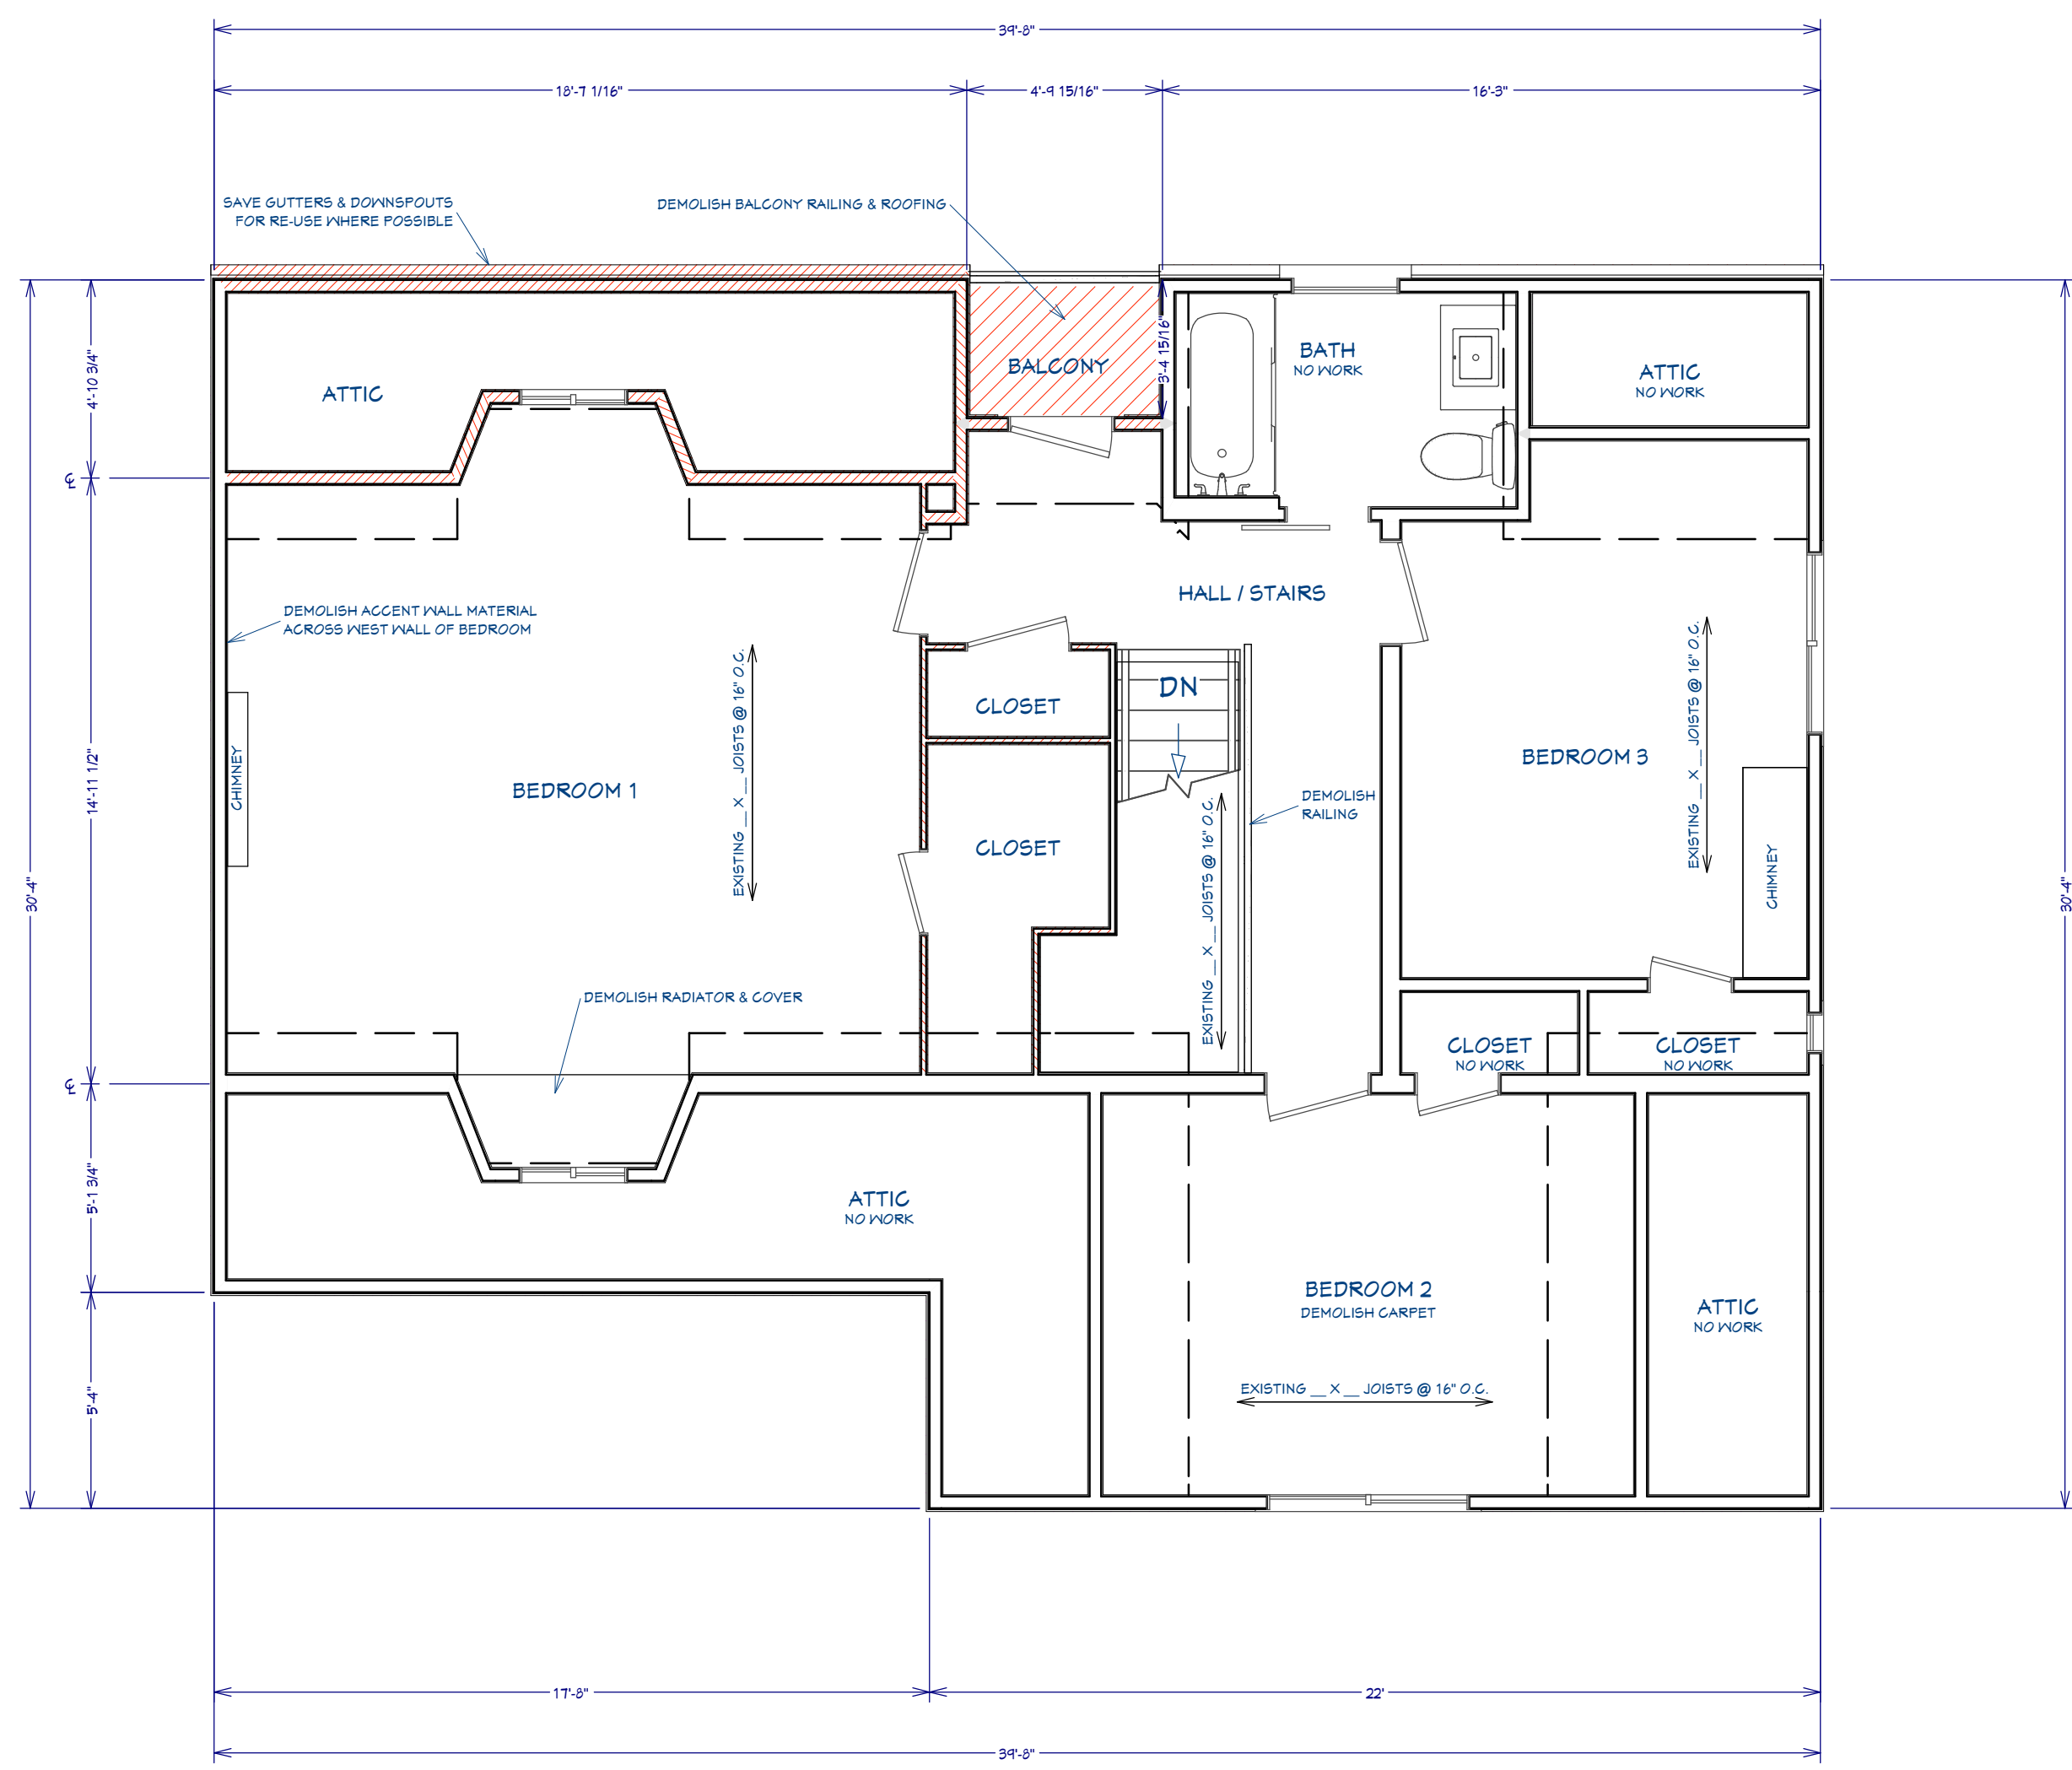 39'-8"
18'-7 1/16"
4'-9 15/16"
16'-3"
SAVE GUTTERS & DOWNSPOUTS
FOR RE-USE WHERE POSSIBLE
DEMOLISH BALCONY RAILING & ROOFING
4'-10 3/4"
3'-4 15/16"
ATTIC
BALCONY
BATH
NO WORK
ATTIC
NO WORK
DEMOLISH ACCENT WALL MATERIAL
ACROSS WEST WALL OF BEDROOM
HALL / STAIRS
EXISTING __ X __ JOISTS @ 16" O.C.
EXISTING __ X __ JOISTS @ 16" O.C.
CLOSET
DN
30'-4"
14'-11 1/2"
CHIMNEY
BEDROOM 1
CLOSET
EXISTING __ X __ JOISTS @ 16" O.C.
DEMOLISH
RAILING
BEDROOM 3
CHIMNEY
30'-4"
DEMOLISH RADIATOR & COVER
CLOSET
NO WORK
CLOSET
NO WORK
5'-1 3/4"
ATTIC
NO WORK
BEDROOM 2
DEMOLISH CARPET
ATTIC
NO WORK
5'-4"
EXISTING __ X __ JOISTS @ 16" O.C.
17'-8"
22'
39'-8"